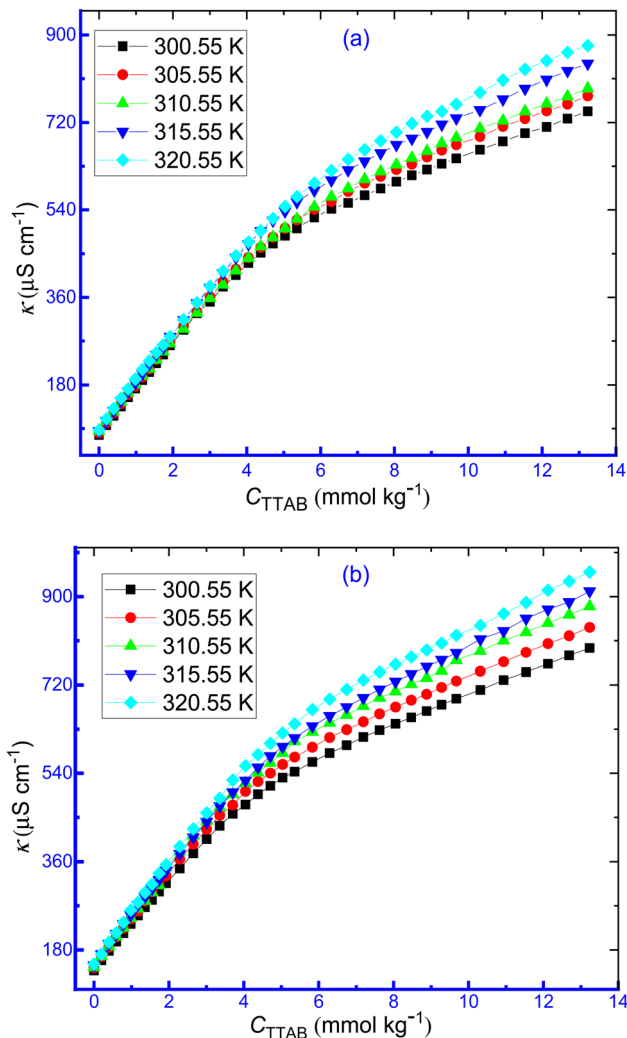 (a)
300.55 K
305.55 K
310.55 K
315.55 K
320.55 K
900
720
540
360
180
0 2 4 6 8 10 12 14
κ (μS cm⁻¹)
C_TTAB (mmol kg⁻¹)
(b)
300.55 K
305.55 K
310.55 K
315.55 K
320.55 K
900
720
540
360
180
0 2 4 6 8 10 12 14
κ (μS cm⁻¹)
C_TTAB (mmol kg⁻¹)